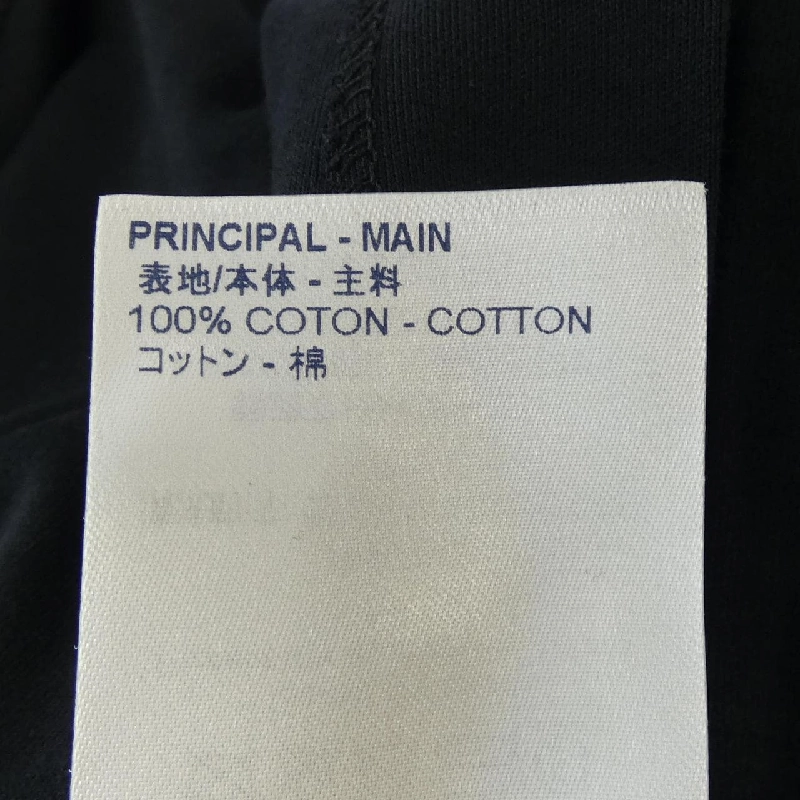 PRINCIPAL - MAIN
表地/本体 - 主料
100% COTON - COTTON
コットン - 棉